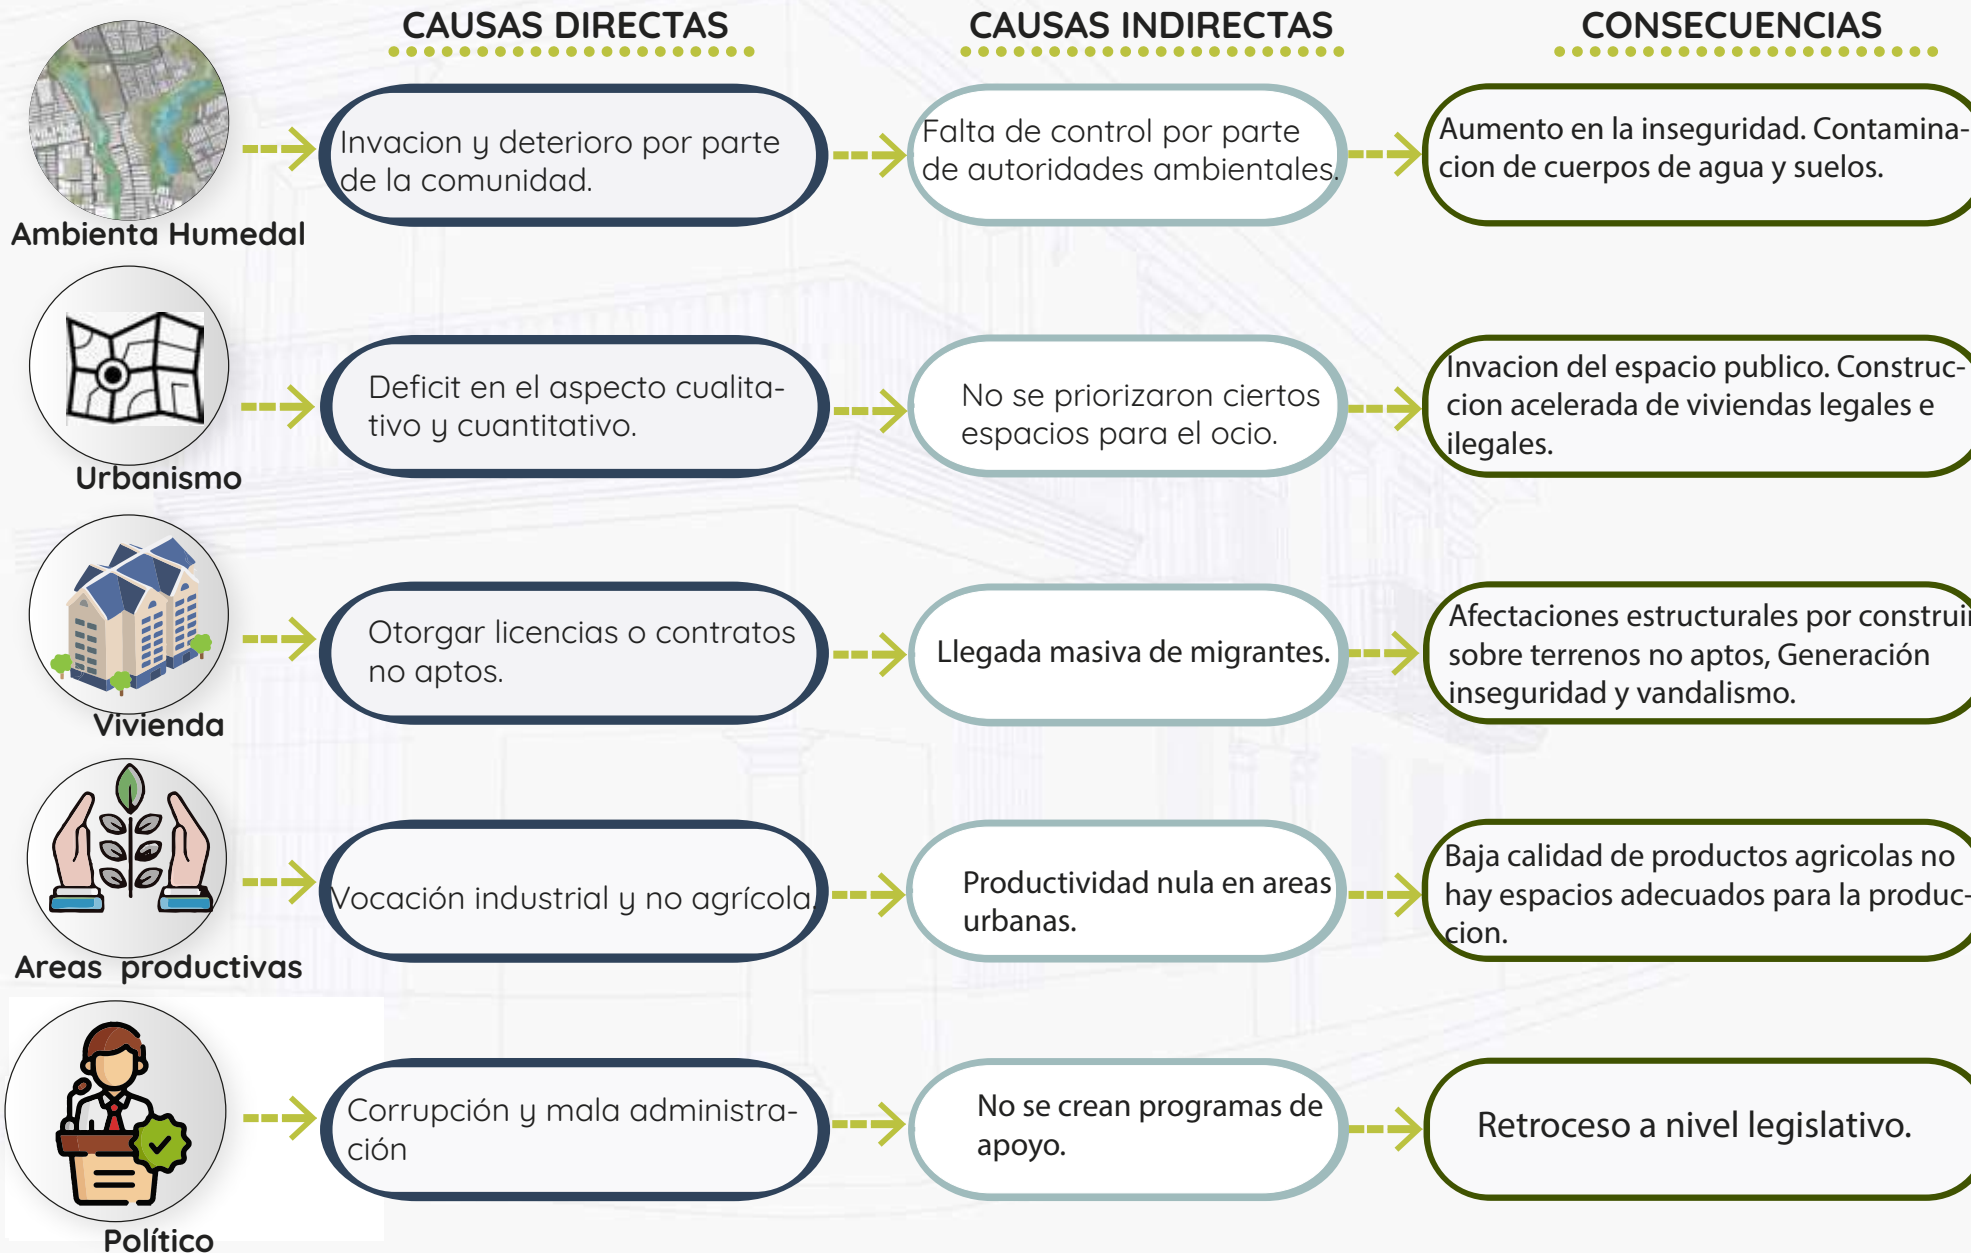 CAUSAS DIRECTAS
CAUSAS INDIRECTAS
CONSECUENCIAS
Ambienta Humedal
Invacion y deterioro por parte
de la comunidad.
Falta de control por parte
de autoridades ambientales.
Aumento en la inseguridad. Contamina-
cion de cuerpos de agua y suelos.
Urbanismo
Deficit en el aspecto cualita-
tivo y cuantitativo.
No se priorizaron ciertos
espacios para el ocio.
Invacion del espacio publico. Construc-
cion acelerada de viviendas legales e
ilegales.
Vivienda
Otorgar licencias o contratos
no aptos.
Llegada masiva de migrantes.
Afectaciones estructurales por construir
sobre terrenos no aptos, Generación
inseguridad y vandalismo.
Areas productivas
Vocación industrial y no agrícola.
Productividad nula en areas
urbanas.
Baja calidad de productos agricolas no
hay espacios adecuados para la produc-
cion.
Político
Corrupción y mala administra-
ción
No se crean programas de
apoyo.
Retroceso a nivel legislativo.